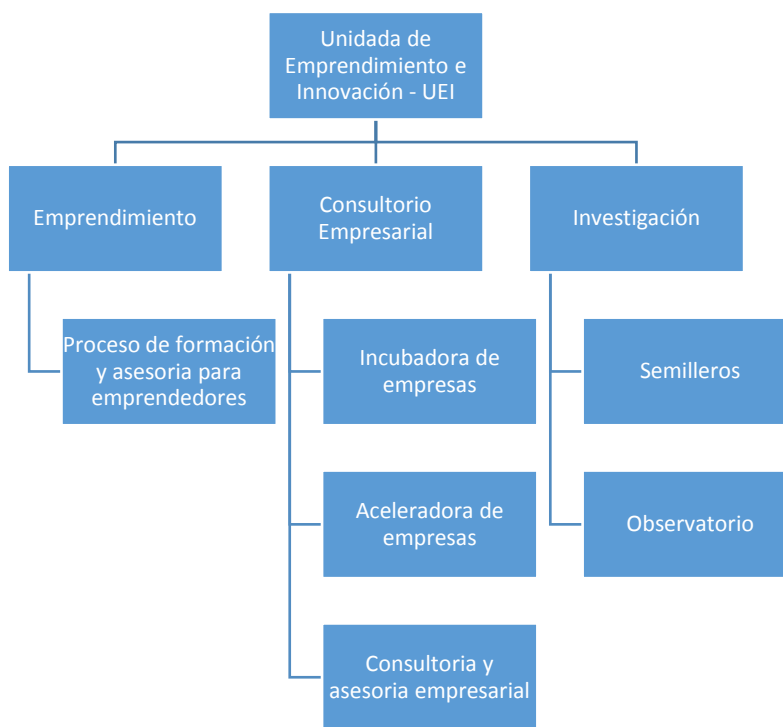 Unidada de
Emprendimiento e
Innovación - UEI
Emprendimiento
Consultorio
Empresarial
Investigación
Proceso de formación
y asesoria para
emprendedores
Incubadora de
empresas
Semilleros
Aceleradora de
empresas
Observatorio
Consultoria y
asesoria empresarial